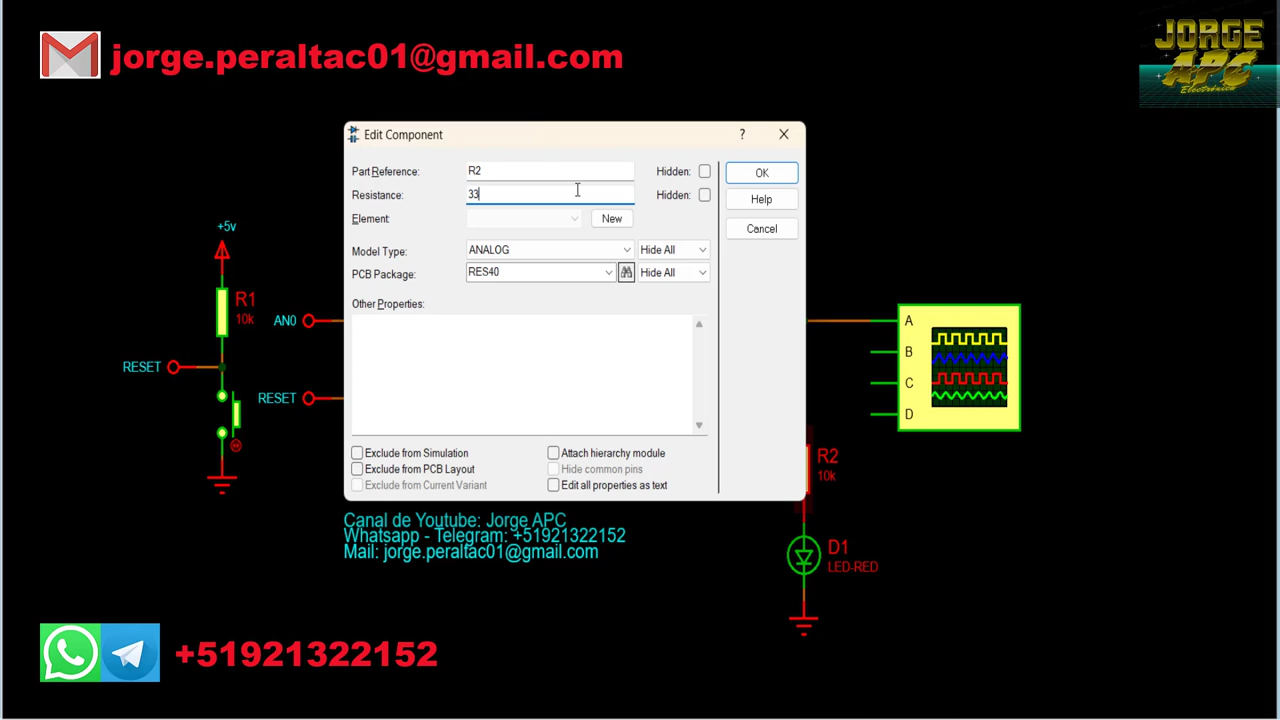 jorge.peraltac01@gmail.com
JORGE
APC
Electrónica
Edit Component
?
Part Reference:
R2
Hidden:
OK
Resistance:
33
Hidden:
Help
Element:
New
Cancel
Model Type:
ANALOG
Hide All
PCB Package:
RES40
Hide All
Other Properties:
Exclude from Simulation
Attach hierarchy module
Exclude from PCB Layout
Hide common pins
Exclude from Current Variant
Edit all properties as text
+5v
R1
10k
AN0
RESET
RESET
A
B
C
D
R2
10k
D1
LED-RED
Canal de Youtube: Jorge APC
Whatsapp - Telegram: +51921322152
Mail: jorge.peraltac01@gmail.com
+51921322152